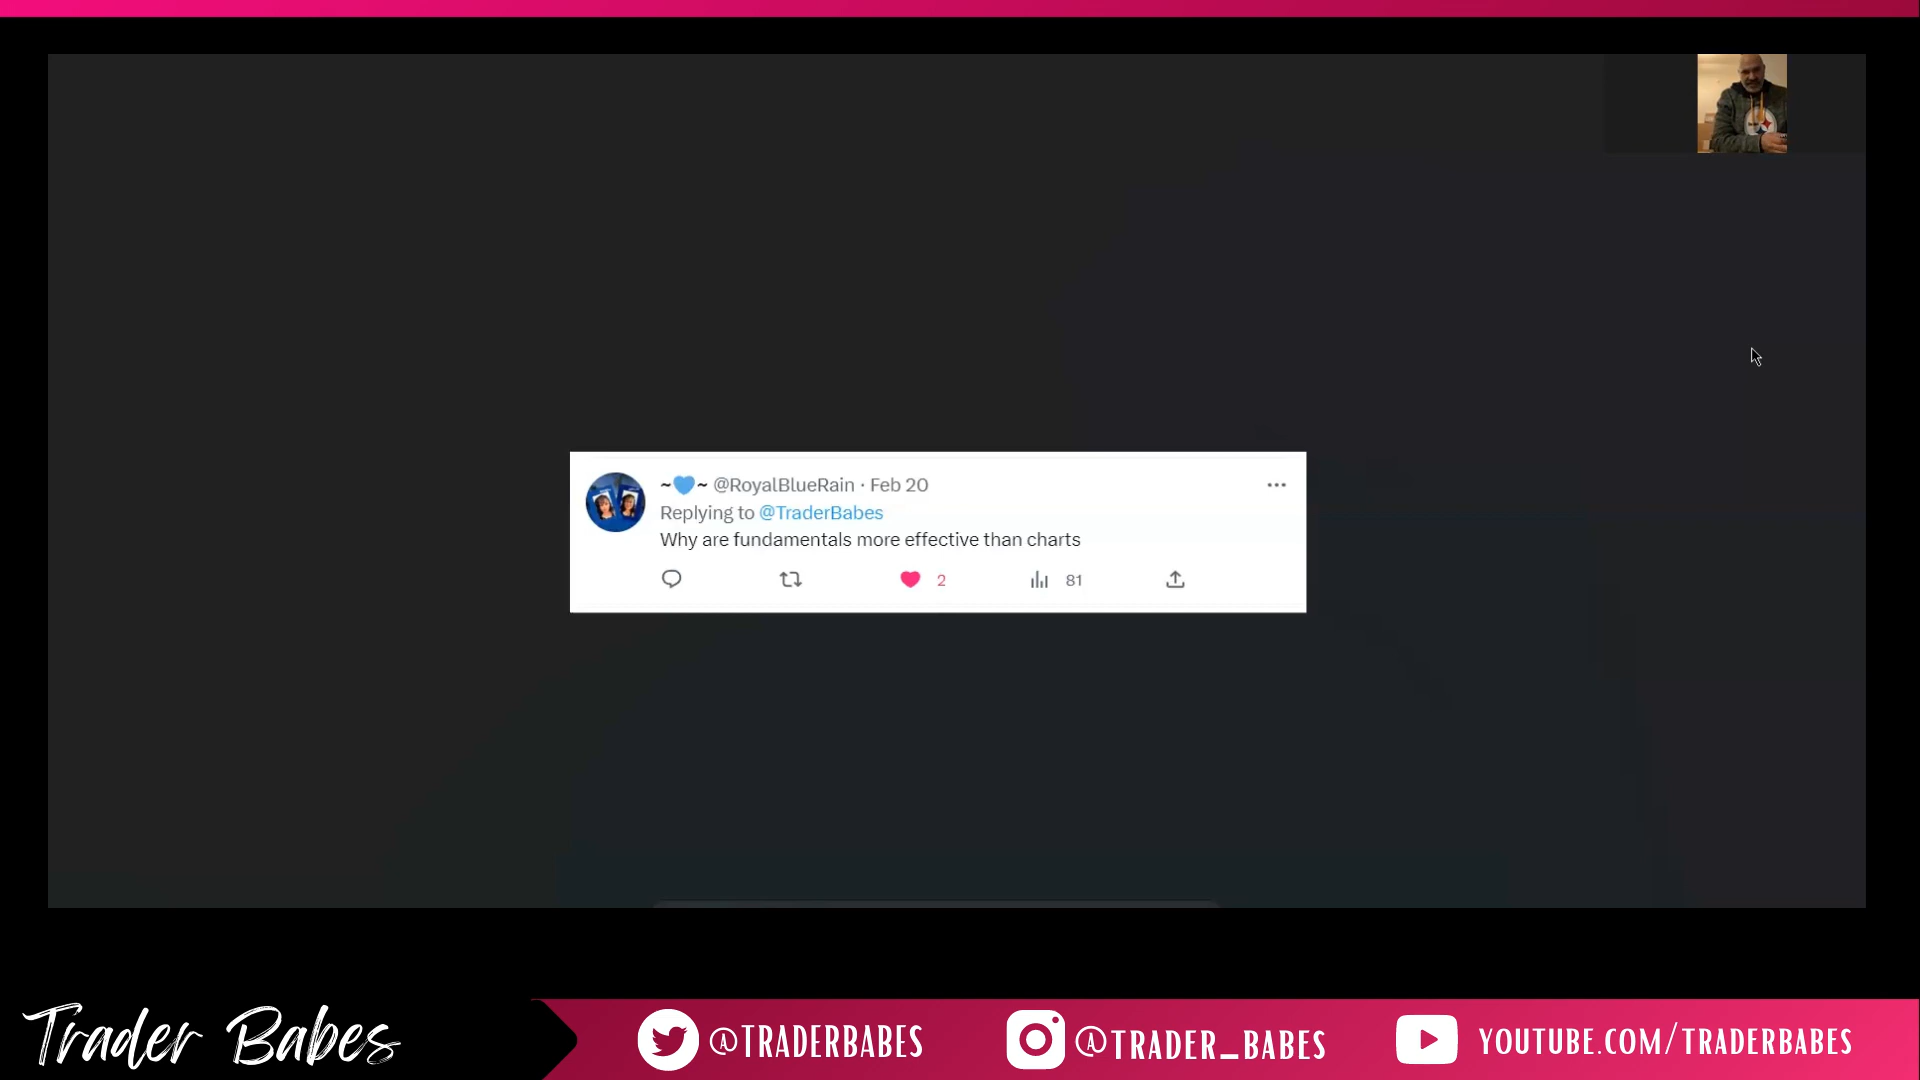 ~💙~ @RoyalBlueRain · Feb 20
Replying to @TraderBabes
Why are fundamentals more effective than charts
2 81
Trader Babes
@TRADERBABES
@TRADER_BABES
YOUTUBE.COM/TRADERBABES